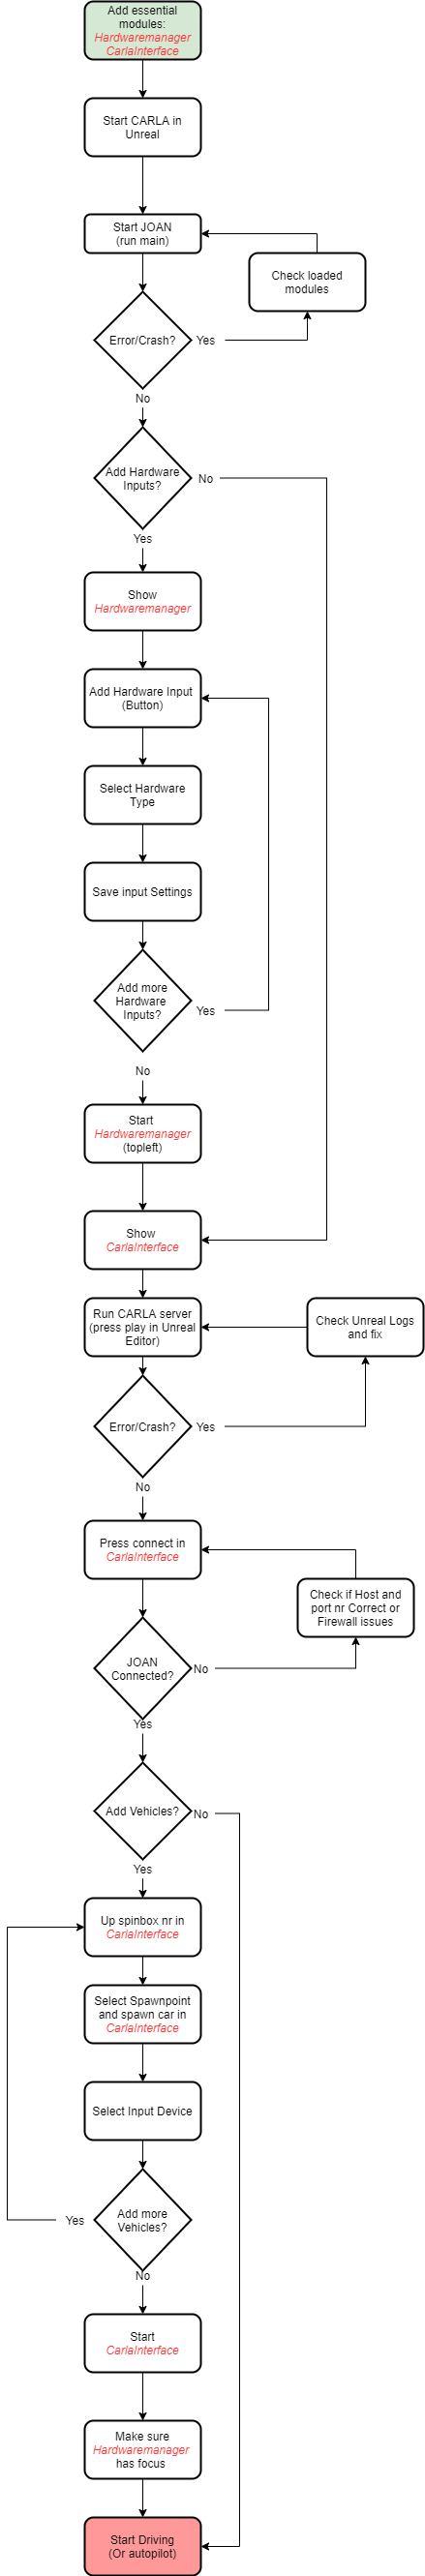 Add essential
modules:
Hardwaremanager
CarlaInterface
Start CARLA in
Unreal
Start JOAN
(run main)
Check loaded
modules
Error/Crash?
Yes
No
Add Hardware
Inputs?
No
Yes
Show
Hardwaremanager
Add Hardware Input
(Button)
Select Hardware
Type
Save input Settings
Add more
Hardware
Inputs?
Yes
No
Start
Hardwaremanager
(topleft)
Show
CarlaInterface
Run CARLA server
(press play in Unreal
Editor)
Check Unreal Logs
and fix
Error/Crash?
Yes
No
Press connect in
CarlaInterface
Check if Host and
port nr Correct or
Firewall issues
JOAN
Connected?
No
Yes
Add Vehicles?
No
Yes
Up spinbox nr in
CarlaInterface
Select Spawnpoint
and spawn car in
CarlaInterface
Select Input Device
Add more
Vehicles?
Yes
No
Start
CarlaInterface
Make sure
Hardwaremanager
has focus
Start Driving
(Or autopilot)